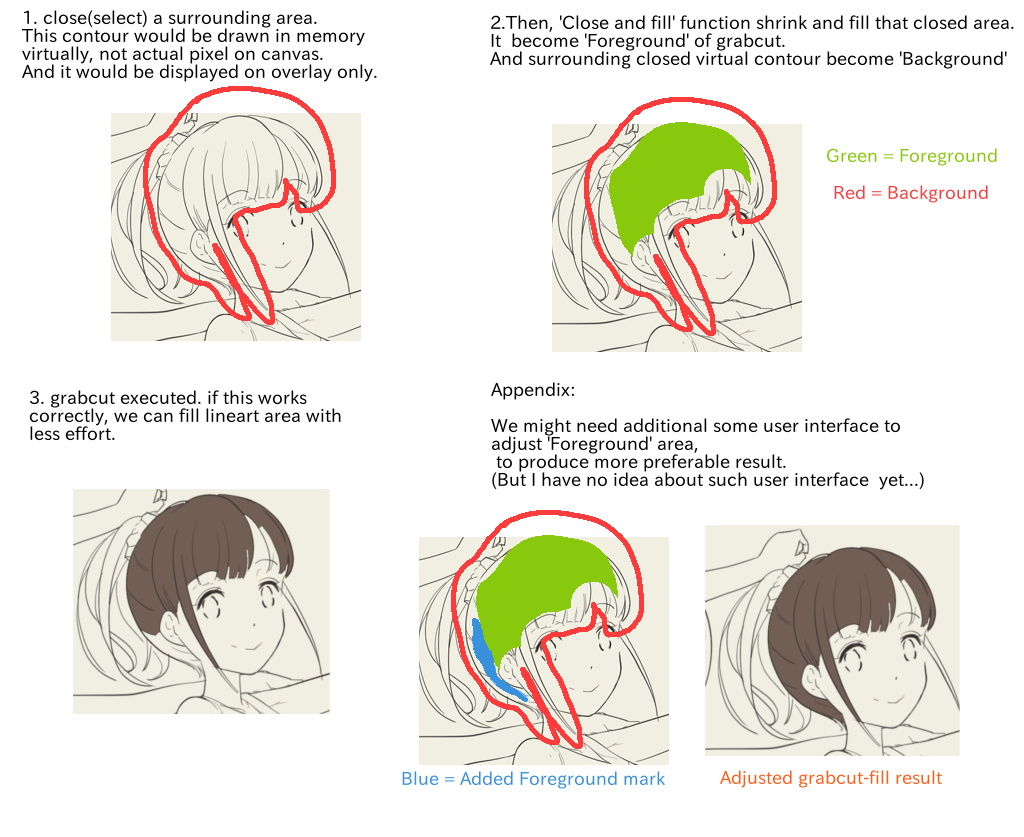 1. close(select) a surrounding area.
This contour would be drawn in memory
virtually, not actual pixel on canvas.
And it would be displayed on overlay only.
2.Then, 'Close and fill' function shrink and fill that closed area.
It become 'Foreground' of grabcut.
And surrounding closed virtual contour become 'Background'
Green = Foreground
Red = Background
3. grabcut executed. if this works
correctly, we can fill lineart area with
less effort.
Appendix:
We might need additional some user interface to
adjust 'Foreground' area,
to produce more preferable result.
(But I have no idea about such user interface yet...)
Blue = Added Foreground mark
Adjusted grabcut-fill result